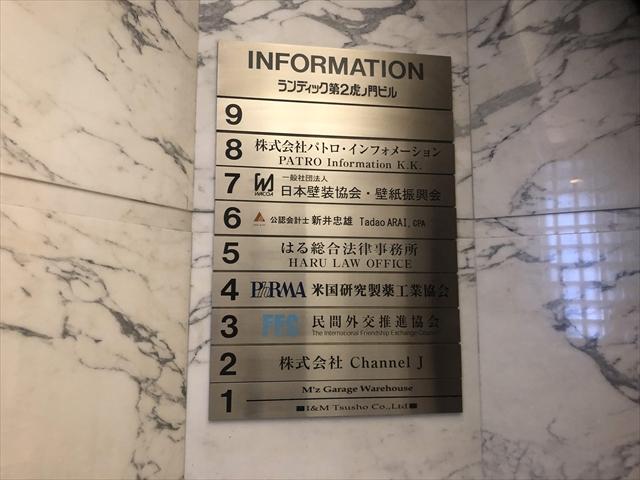 INFORMATION
ランディック第2虎ノ門ビル
9
8 株式会社パトロ・インフォメーション
PATRO Information K.K.
7 WACOA 一般社団法人
日本壁装協会・壁紙振興会
6 公認会計士 新井忠雄 Tadao ARAI, CPA
5 はる総合法律事務所
HARU LAW OFFICE
4 PhRMA 米国研究製薬工業協会
3 FEC 民間外交推進協会
The International Friendship Exchange Council
2 株式会社 Channel J
1 M'z Garage Warehouse
I&M Tsusho Co.,Ltd